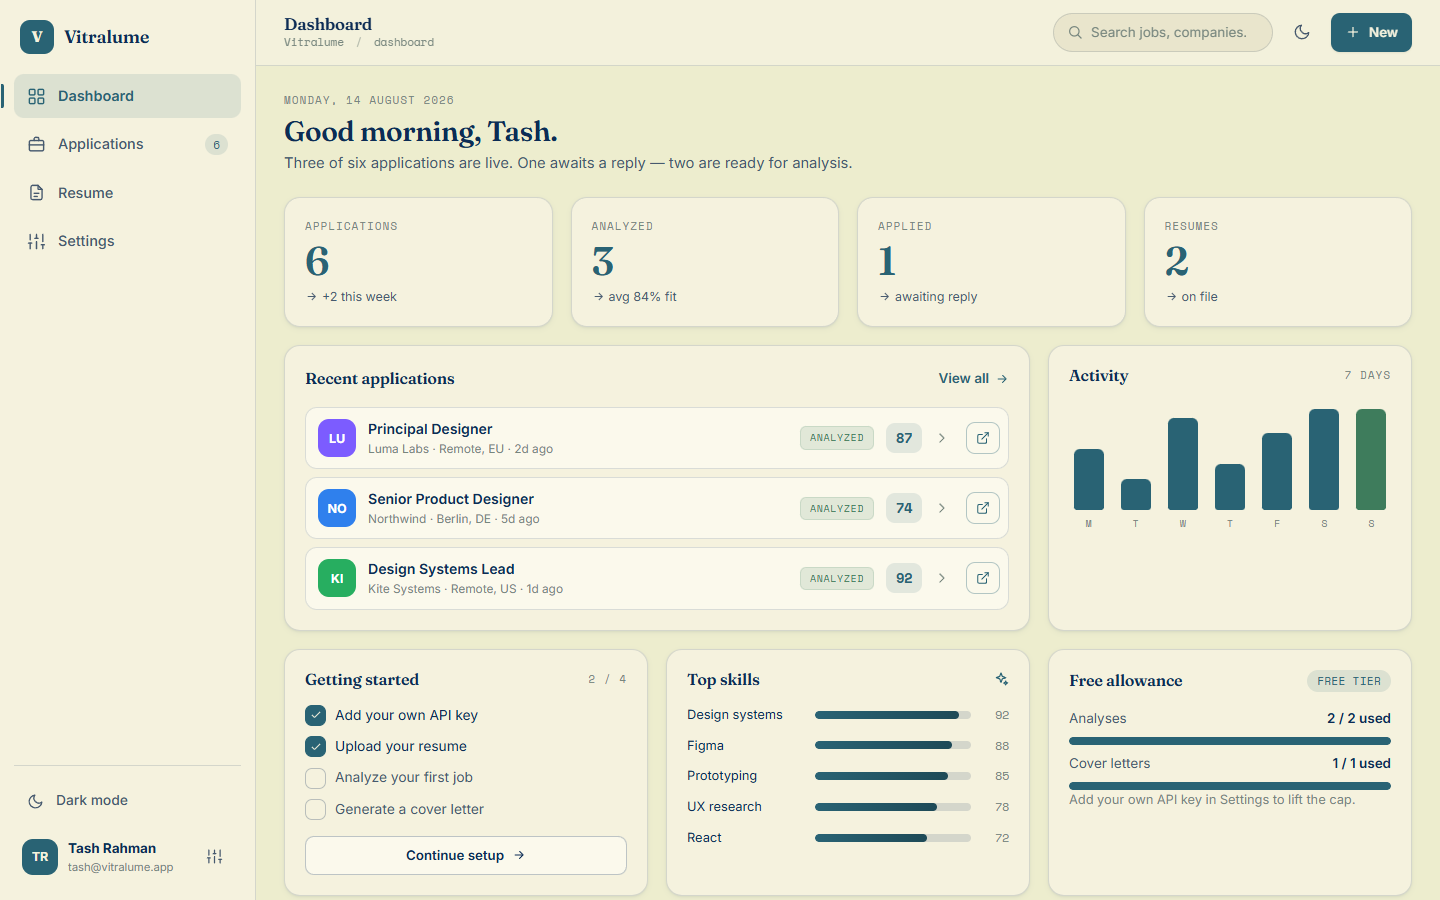 V
Vitralume
Dashboard
Applications
6
Resume
Settings
Dark mode
TR
Tash Rahman
tash@vitralume.app
Dashboard
Vitralume / dashboard
Search jobs, companies.
New
MONDAY, 14 AUGUST 2026
Good morning, Tash.
Three of six applications are live. One awaits a reply — two are ready for analysis.
APPLICATIONS
6
→ +2 this week
ANALYZED
3
→ avg 84% fit
APPLIED
1
→ awaiting reply
RESUMES
2
→ on file
Recent applications
View all →
LU
Principal Designer
Luma Labs · Remote, EU · 2d ago
ANALYZED
87
NO
Senior Product Designer
Northwind · Berlin, DE · 5d ago
ANALYZED
74
KI
Design Systems Lead
Kite Systems · Remote, US · 1d ago
ANALYZED
92
Activity
7 DAYS
M T W T F S S
Getting started
2 / 4
Add your own API key
Upload your resume
Analyze your first job
Generate a cover letter
Continue setup →
Top skills
Design systems 92
Figma 88
Prototyping 85
UX research 78
React 72
Free allowance
FREE TIER
Analyses 2 / 2 used
Cover letters 1 / 1 used
Add your own API key in Settings to lift the cap.